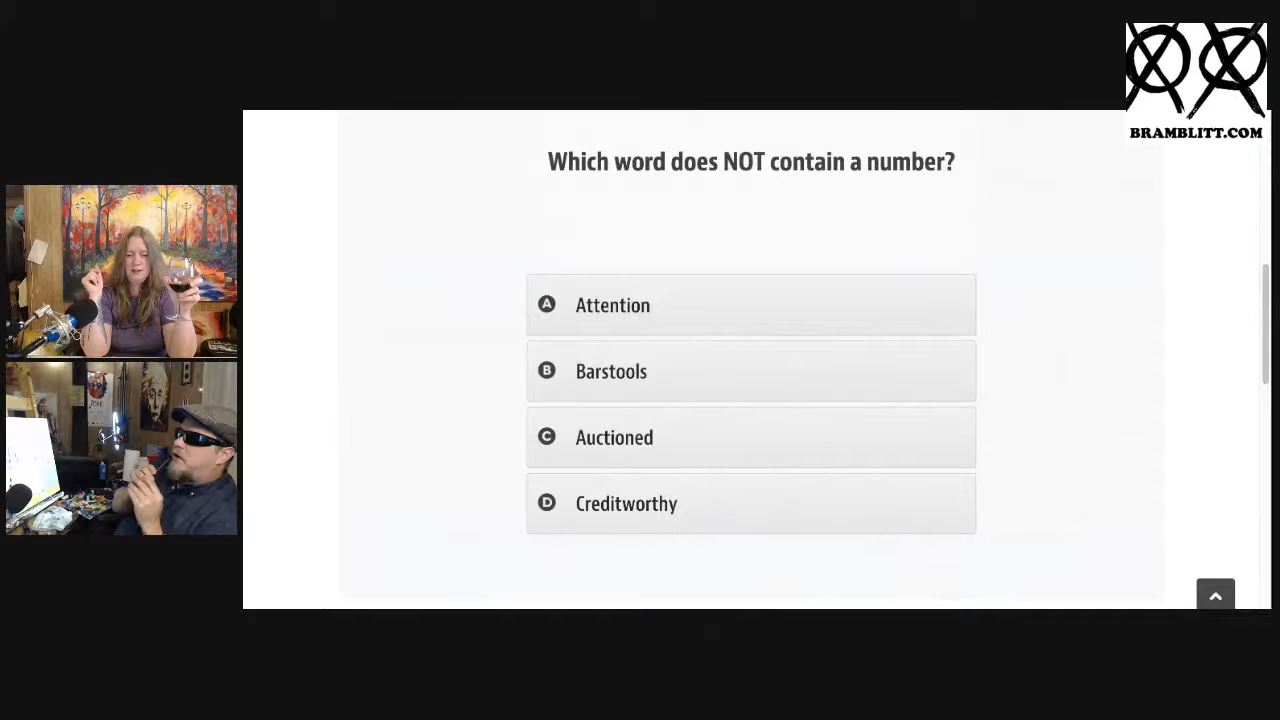 BRAMBLITT.COM
Which word does NOT contain a number?
A Attention
B Barstools
C Auctioned
D Creditworthy